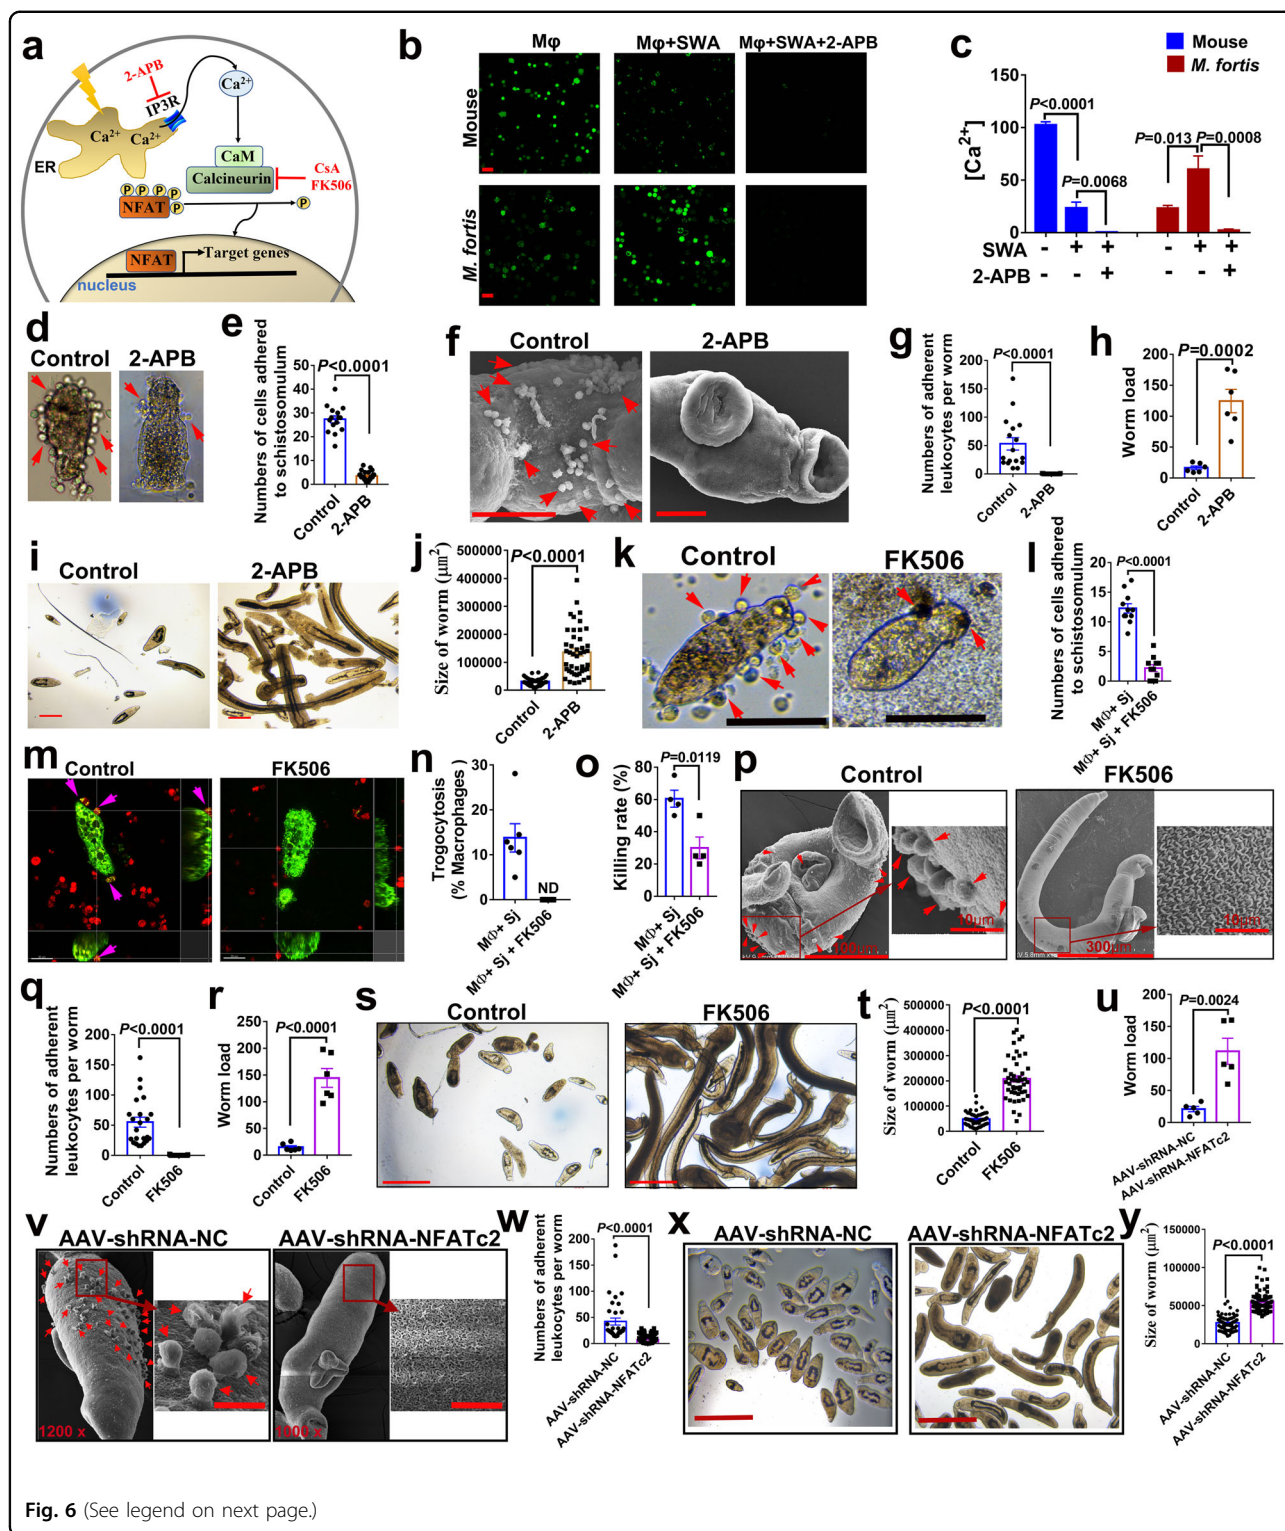 a
2-APB
IP3R
Ca2+
Ca2+
Ca2+
ER
CaM
Calcineurin
CsA
FK506
P P P P
NFAT P
P
NFAT
Target genes
nucleus
b
Mφ
Mφ+SWA
Mφ+SWA+2-APB
Mouse
M. fortis
c
Mouse
M. fortis
[Ca2+]
150
100
50
0
P<0.0001
P=0.0068
P=0.013
P=0.0008
SWA - + + - + +
2-APB - - + - - +
d
Control
2-APB
e
Numbers of cells adhered
to schistosomulum
50
40
30
20
10
0
P<0.0001
Control
2-APB
f
Control
2-APB
g
Numbers of adherent
leukocytes per worm
200
150
100
50
0
P<0.0001
Control
2-APB
h
Worm load
200
150
100
50
0
P=0.0002
Control
2-APB
i
Control
2-APB
j
Size of worm (μm2)
500000
400000
300000
200000
100000
0
P<0.0001
Control
2-APB
k
Control
FK506
l
Numbers of cells adhered
to schistosomulum
20
15
10
5
0
P<0.0001
MΦ+ Sj
MΦ+ Sj + FK506
m
Control
FK506
n
Trogocytosis
(% Macrophages)
30
20
10
0
ND
MΦ+ Sj
MΦ+ Sj + FK506
o
Killing rate (%)
80
60
40
20
0
P=0.0119
MΦ+ Sj
MΦ+ Sj + FK506
p
Control
FK506
100μm
10μm
300μm
10μm
q
Numbers of adherent
leukocytes per worm
200
150
100
50
0
P<0.0001
Control
FK506
r
Worm load
250
200
150
100
50
0
P<0.0001
Control
FK506
s
Control
FK506
t
Size of worm (μm2)
500000
400000
300000
200000
100000
0
P<0.0001
Control
FK506
u
Worm load
200
150
100
50
0
P=0.0024
AAV-shRNA-NC
AAV-shRNA-NFATc2
v
AAV-shRNA-NC
AAV-shRNA-NFATc2
1200 x
1000 x
w
Numbers of adherent
leukocytes per worm
200
150
100
50
0
P<0.0001
AAV-shRNA-NC
AAV-shRNA-NFATc2
x
AAV-shRNA-NC
AAV-shRNA-NFATc2
y
Size of worm (μm2)
150000
100000
50000
0
P<0.0001
AAV-shRNA-NC
AAV-shRNA-NFATc2
Fig. 6 (See legend on next page.)